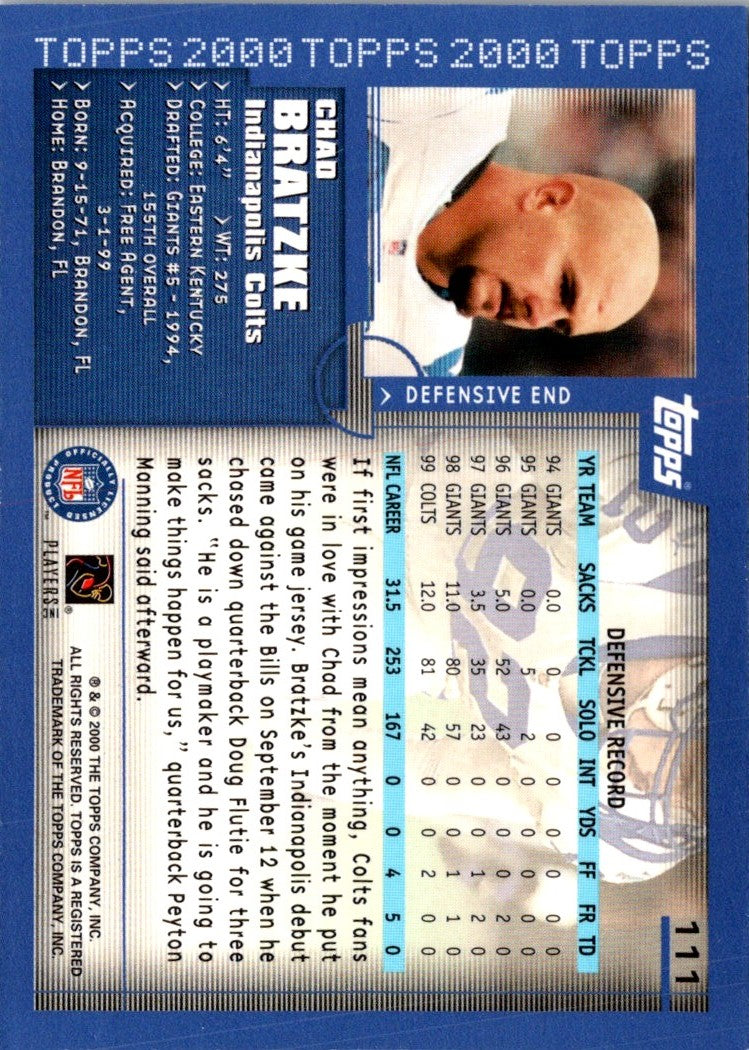 TOPPS 2000 TOPPS 2000 TOPPS
topps®
111
> DEFENSIVE END
CHAD
BRATZKE
Indianapolis Colts
> HT: 6'4" > WT: 275
> COLLEGE: EASTERN KENTUCKY
> DRAFTED: GIANTS #5 - 1994,
155TH OVERALL
> ACQUIRED: FREE AGENT,
3-1-99
> BORN: 9-15-71, BRANDON, FL
> HOME: BRANDON, FL
DEFENSIVE RECORD
YR TEAM SACKS TCKL SOLO INT YDS FF FR TD
94 GIANTS 0.0 0 0 0 0 0 0 0
95 GIANTS 0.0 5 2 0 0 0 0 0
96 GIANTS 5.0 52 43 0 0 0 2 0
97 GIANTS 3.5 35 23 0 0 1 2 0
98 GIANTS 11.0 80 57 0 0 1 1 0
99 COLTS 12.0 81 42 0 0 2 0 0
NFL CAREER 31.5 253 167 0 0 4 5 0
If first impressions mean anything, Colts fans
were in love with Chad from the moment he put
on his game jersey. Bratzke's Indianapolis debut
came against the Bills on September 12 when he
chased down quarterback Doug Flutie for three
sacks. "He is a playmaker and he is going to
make things happen for us," quarterback Peyton
Manning said afterward.
OFFICIALLY LICENSED PRODUCT
NFL
PLAYERS INC
® & © 2000 THE TOPPS COMPANY, INC.
ALL RIGHTS RESERVED. TOPPS IS A REGISTERED
TRADEMARK OF THE TOPPS COMPANY, INC.